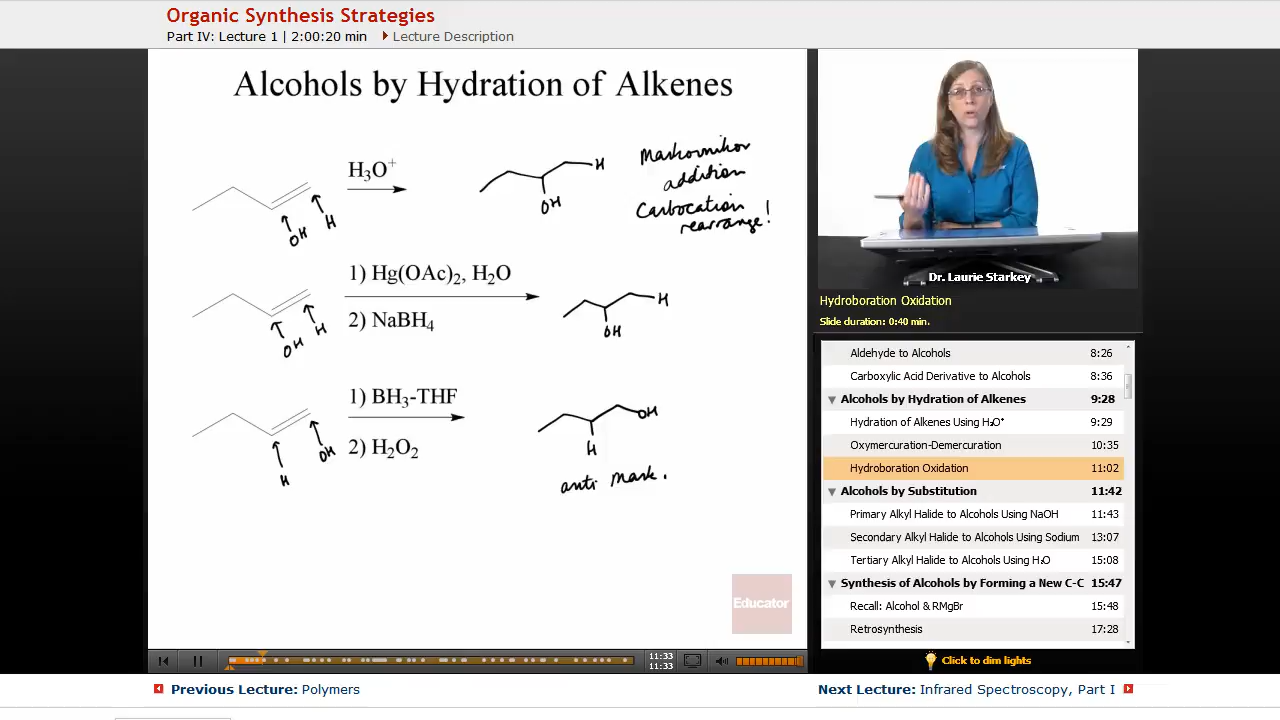 Organic Synthesis Strategies
Part IV: Lecture 1 | 2:00:20 min
Lecture Description
Alcohols by Hydration of Alkenes
H₃O⁺
OH
H
OH
H
Markovnikov
addition
Carbocation
rearrange!
1) Hg(OAc)₂, H₂O
2) NaBH₄
OH
H
OH
H
1) BH₃-THF
2) H₂O₂
H
OH
H
OH
anti Mark.
Educator
Dr. Laurie Starkey
Hydroboration Oxidation
Slide duration: 0:40 min.
Aldehyde to Alcohols 8:26
Carboxylic Acid Derivative to Alcohols 8:36
Alcohols by Hydration of Alkenes 9:28
Hydration of Alkenes Using H₃O⁺ 9:29
Oxymercuration-Demercuration 10:35
Hydroboration Oxidation 11:02
Alcohols by Substitution 11:42
Primary Alkyl Halide to Alcohols Using NaOH 11:43
Secondary Alkyl Halide to Alcohols Using Sodium 13:07
Tertiary Alkyl Halide to Alcohols Using H₂O 15:08
Synthesis of Alcohols by Forming a New C-C 15:47
Recall: Alcohol & RMgBr 15:48
Retrosynthesis 17:28
11:33
11:33
Click to dim lights
Previous Lecture: Polymers
Next Lecture: Infrared Spectroscopy, Part I